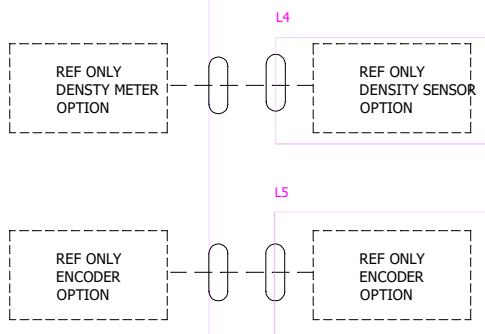 L4
REF ONLY
DENSTY METER
OPTION
REF ONLY
DENSITY SENSOR
OPTION
L5
REF ONLY
ENCODER
OPTION
REF ONLY
ENCODER
OPTION